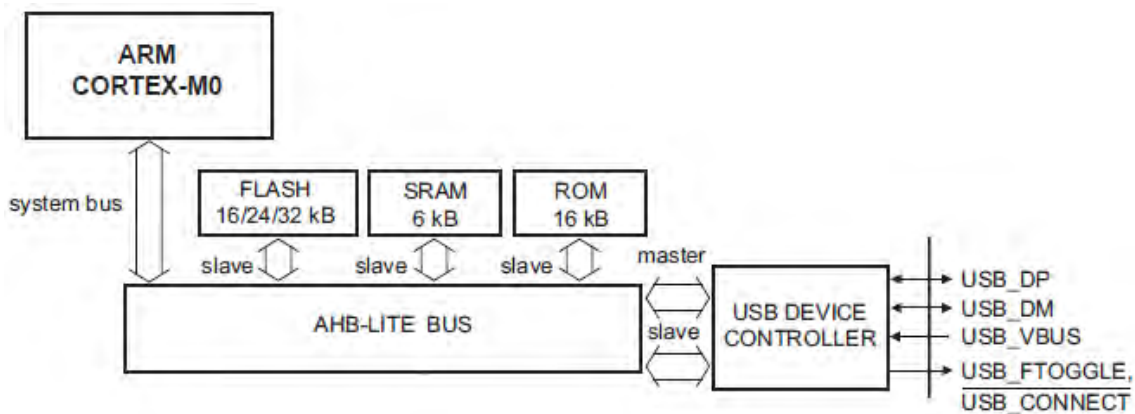 ARM
CORTEX-M0
system bus
FLASH
16/24/32 kB
SRAM
6 kB
ROM
16 kB
slave
slave
slave
master
AHB-LITE BUS
slave
USB DEVICE
CONTROLLER
USB_DP
USB_DM
USB_VBUS
USB_FTOGGLE,
USB_CONNECT